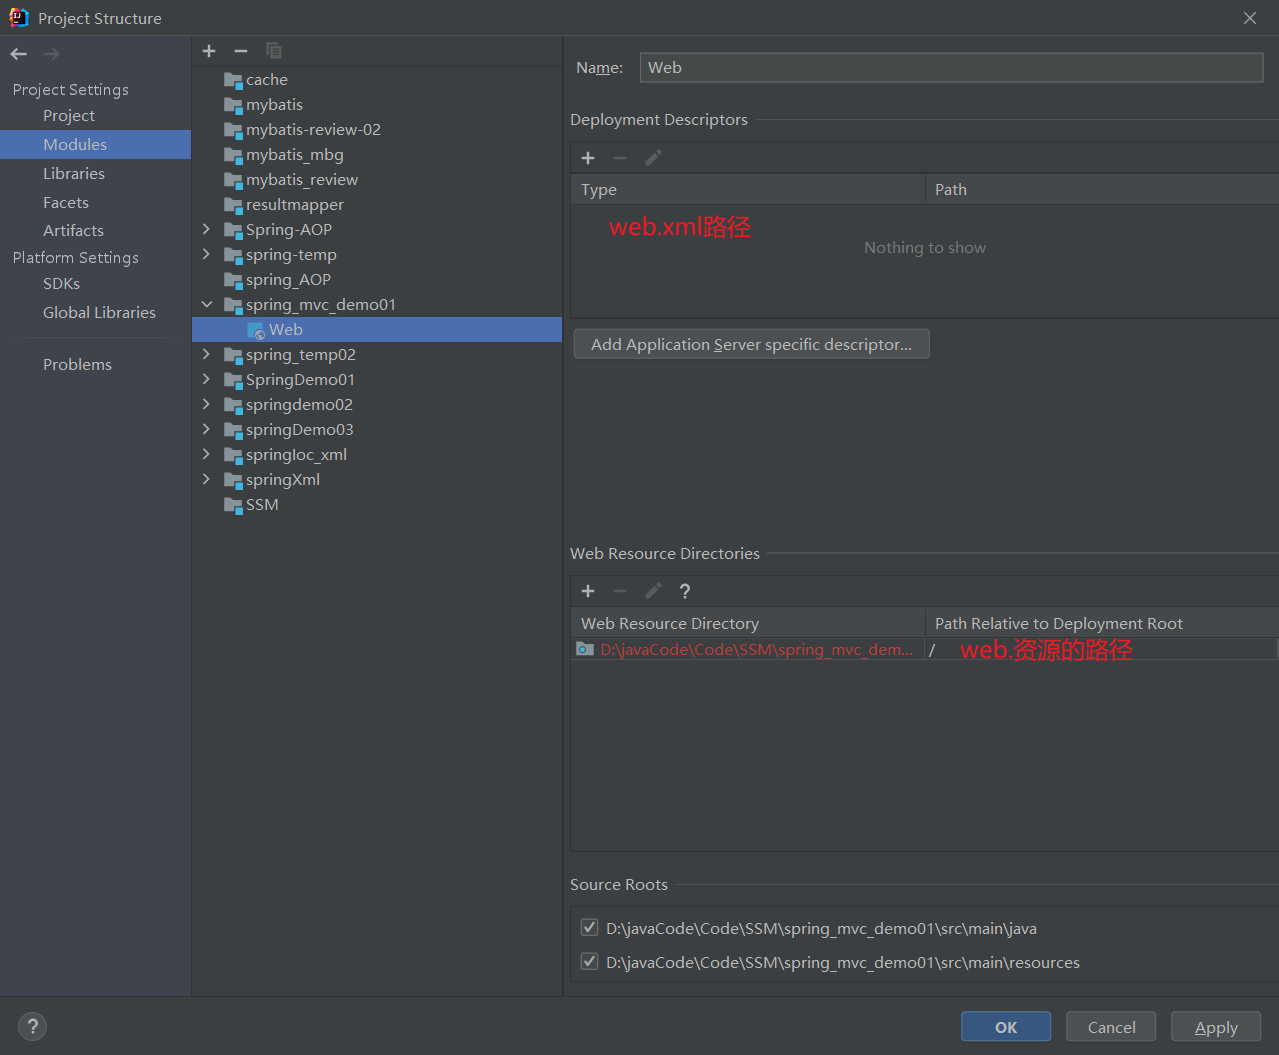 Project Structure
Project Settings
Project
Modules
Libraries
Facets
Artifacts
Platform Settings
SDKs
Global Libraries
Problems
cache
mybatis
mybatis-review-02
mybatis_mbg
mybatis_review
resultmapper
Spring-AOP
spring-temp
spring_AOP
spring_mvc_demo01
Web
spring_temp02
SpringDemo01
springdemo02
springDemo03
springIoc_xml
springXml
SSM
Name: Web
Deployment Descriptors
Type Path
web.xml路径
Nothing to show
Add Application Server specific descriptor...
Web Resource Directories
?
Web Resource Directory Path Relative to Deployment Root
D:\javaCode\Code\SSM\spring_mvc_dem... / web.资源的路径
Source Roots
D:\javaCode\Code\SSM\spring_mvc_demo01\src\main\java
D:\javaCode\Code\SSM\spring_mvc_demo01\src\main\resources
? OK Cancel Apply